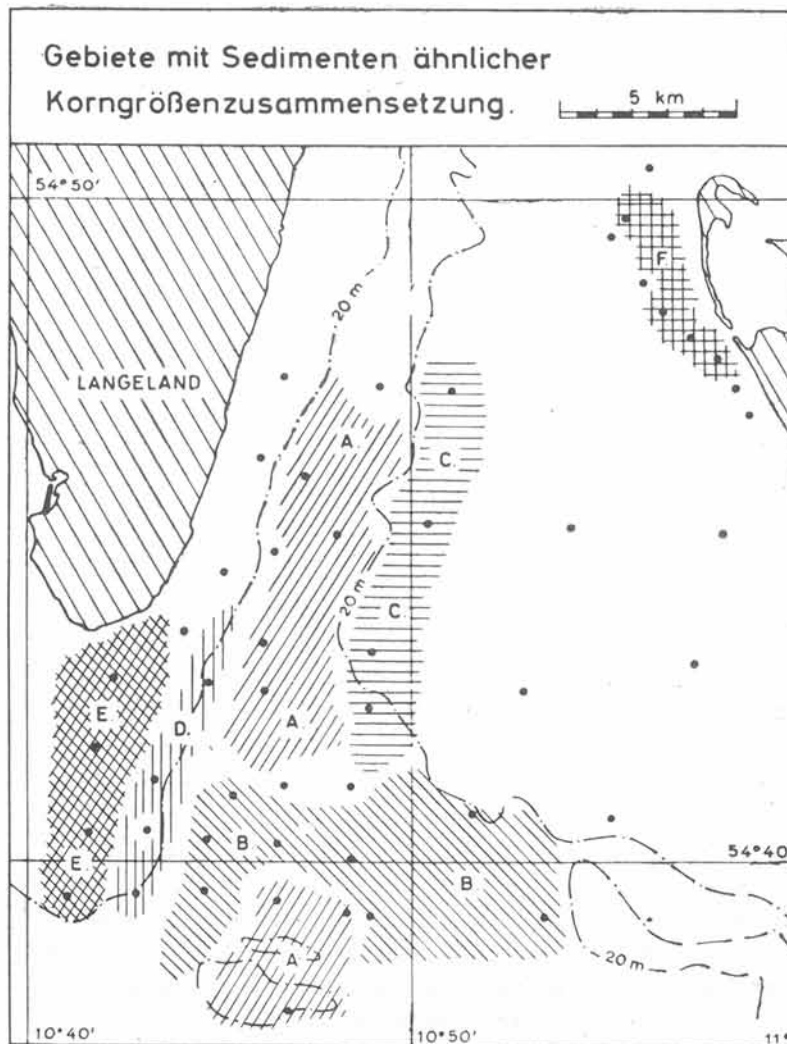 Gebiete mit Sedimenten ähnlicher
Korngrößenzusammensetzung.
5 km
54°50'
20 m
F.
LANGELAND
A.
C.
20 m
C.
E.
D.
A.
B
54°40
E
B
A
20 m
10°40'
10°50'
11°